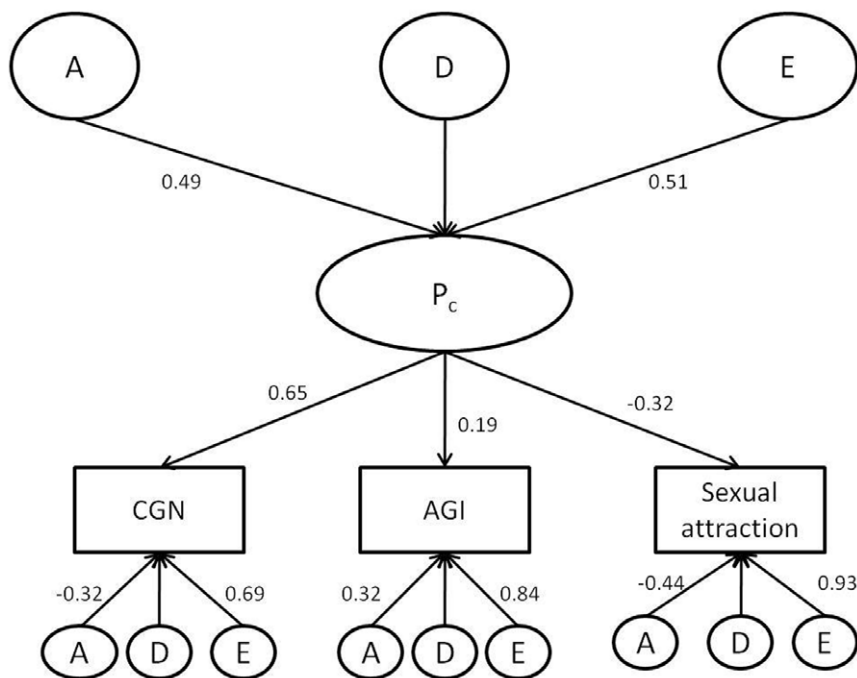 A D E
0.49 0.51
Pc
0.65 0.19 -0.32
CGN AGI Sexual attraction
-0.32 0.69 0.32 0.84 -0.44 0.93
A D E A D E A D E